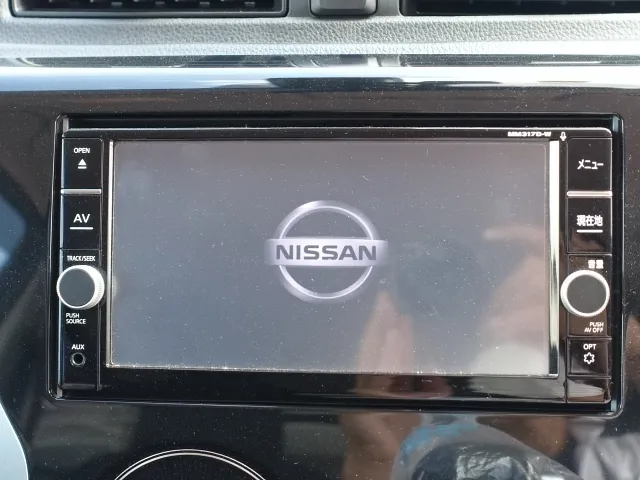 MM317D-W
OPEN
AV
TRACK/SEEK
PUSH
SOURCE
AUX
NISSAN
メニュー
現在地
音量
PUSH
AV OFF
OPT